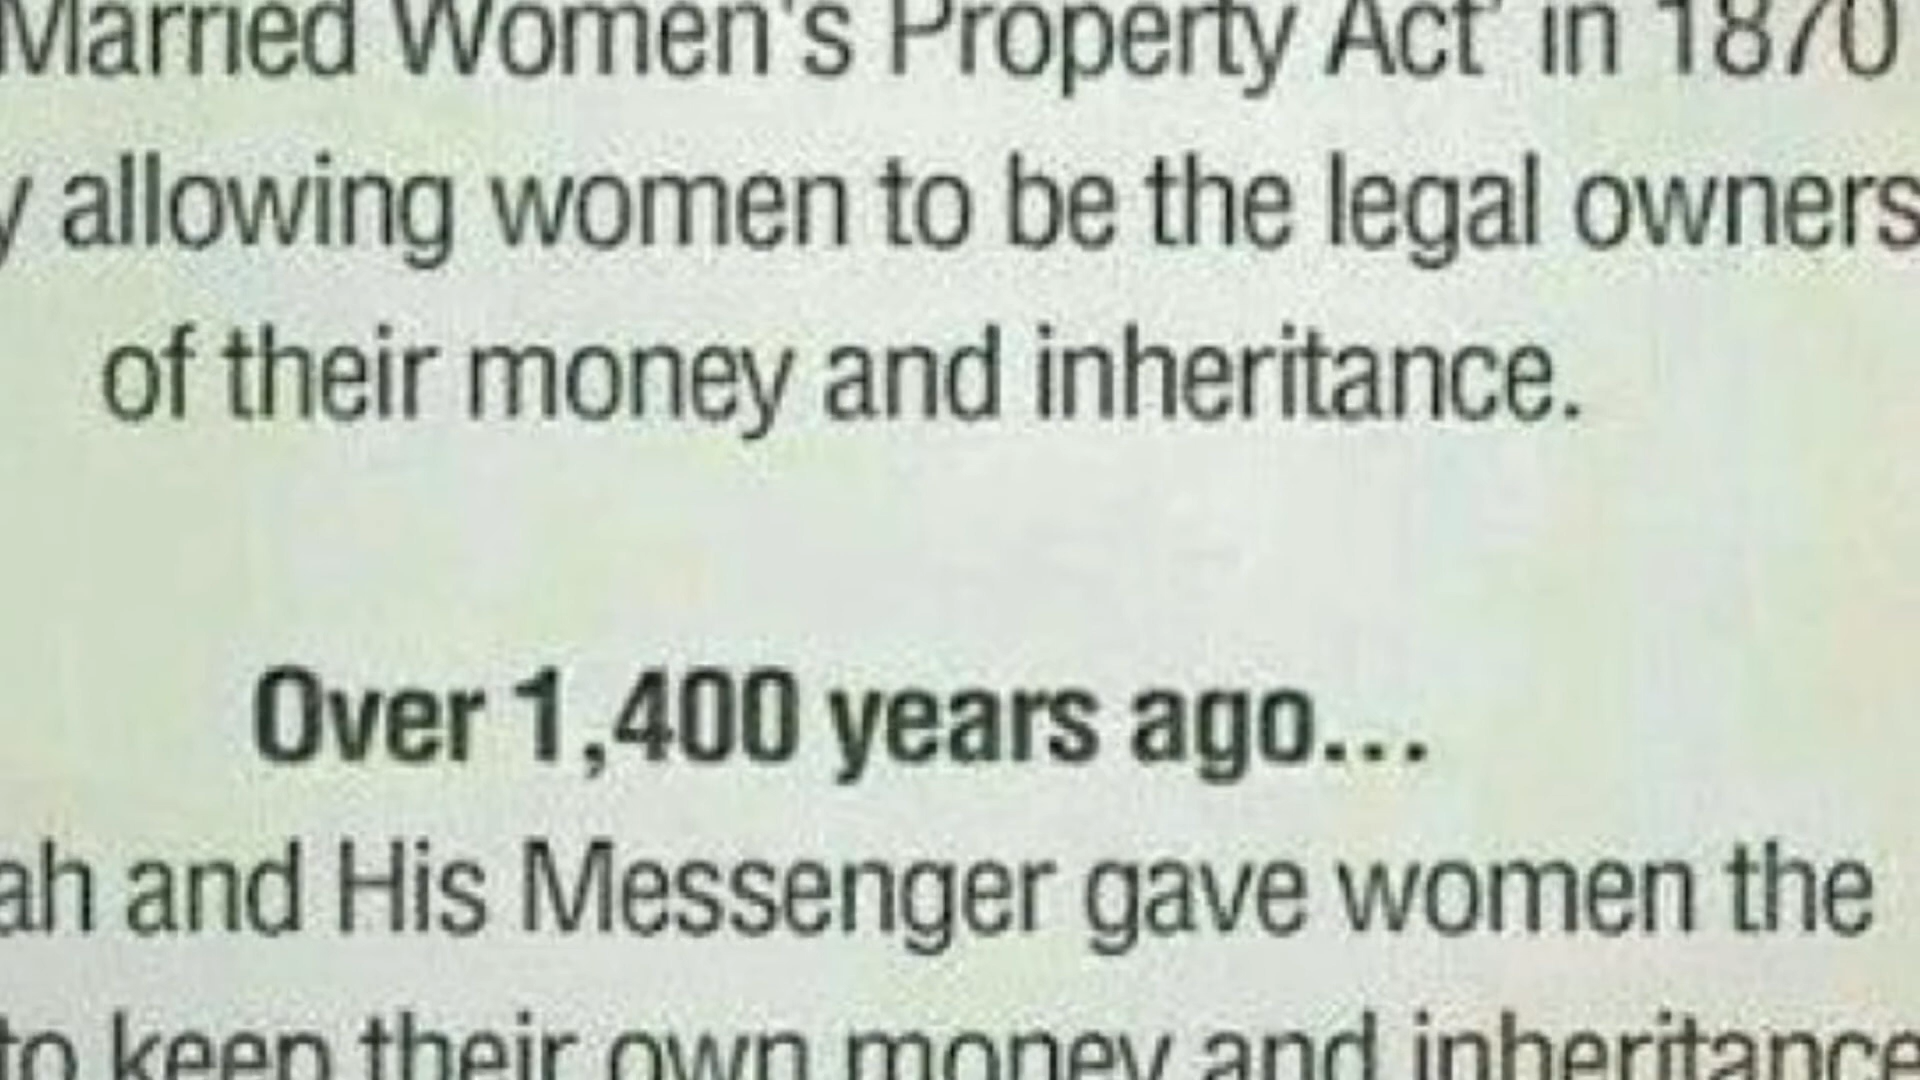 Married Women's Property Act' in 1870
y allowing women to be the legal owners
of their money and inheritance.
Over 1,400 years ago...
ah and His Messenger gave women the
to keep their own money and inheritance